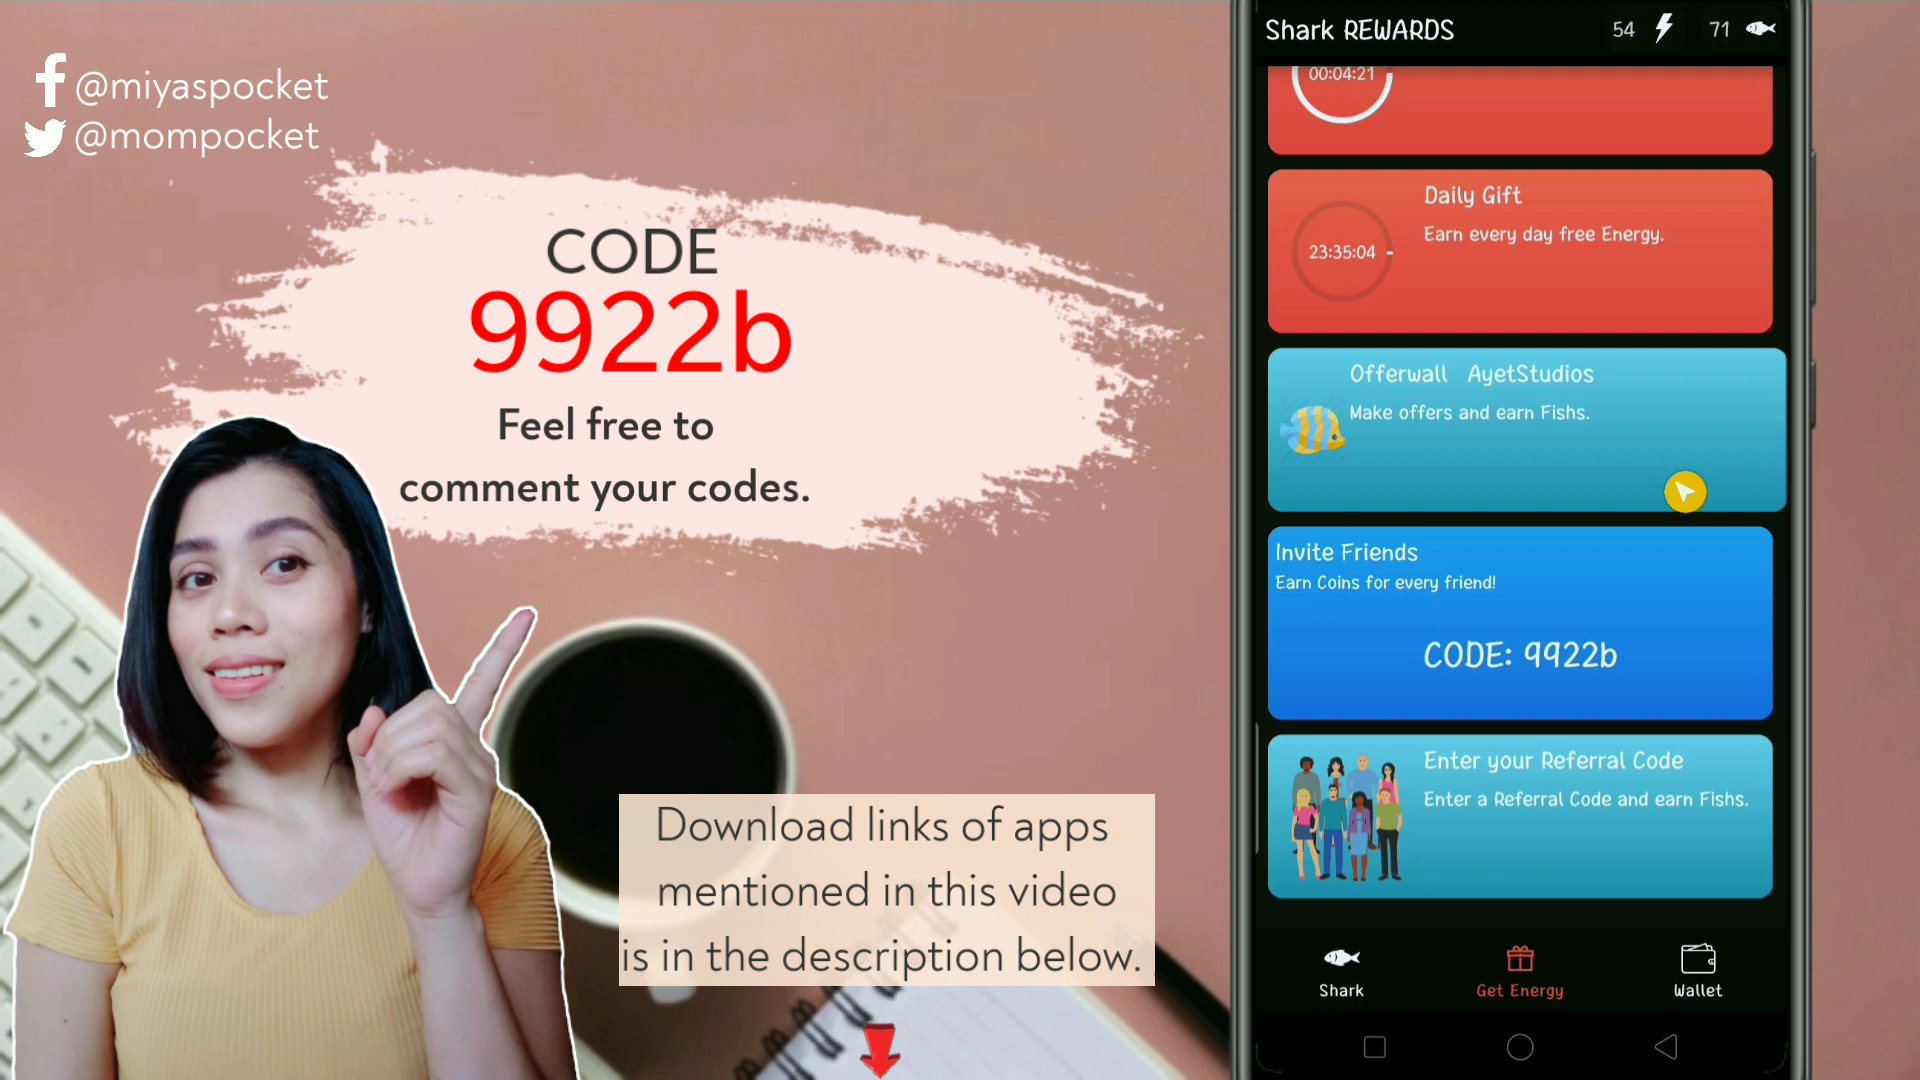 @miyaspocket
@mompocket
CODE
9922b
Feel free to
comment your codes.
Download links of apps
mentioned in this video
is in the description below.
Shark REWARDS
54
71
00:04:21
Daily Gift
Earn every day free Energy.
23:35:04
Offerwall AyetStudios
Make offers and earn Fishs.
Invite Friends
Earn Coins for every friend!
CODE: 9922b
Enter your Referral Code
Enter a Referral Code and earn Fishs.
Shark
Get Energy
Wallet